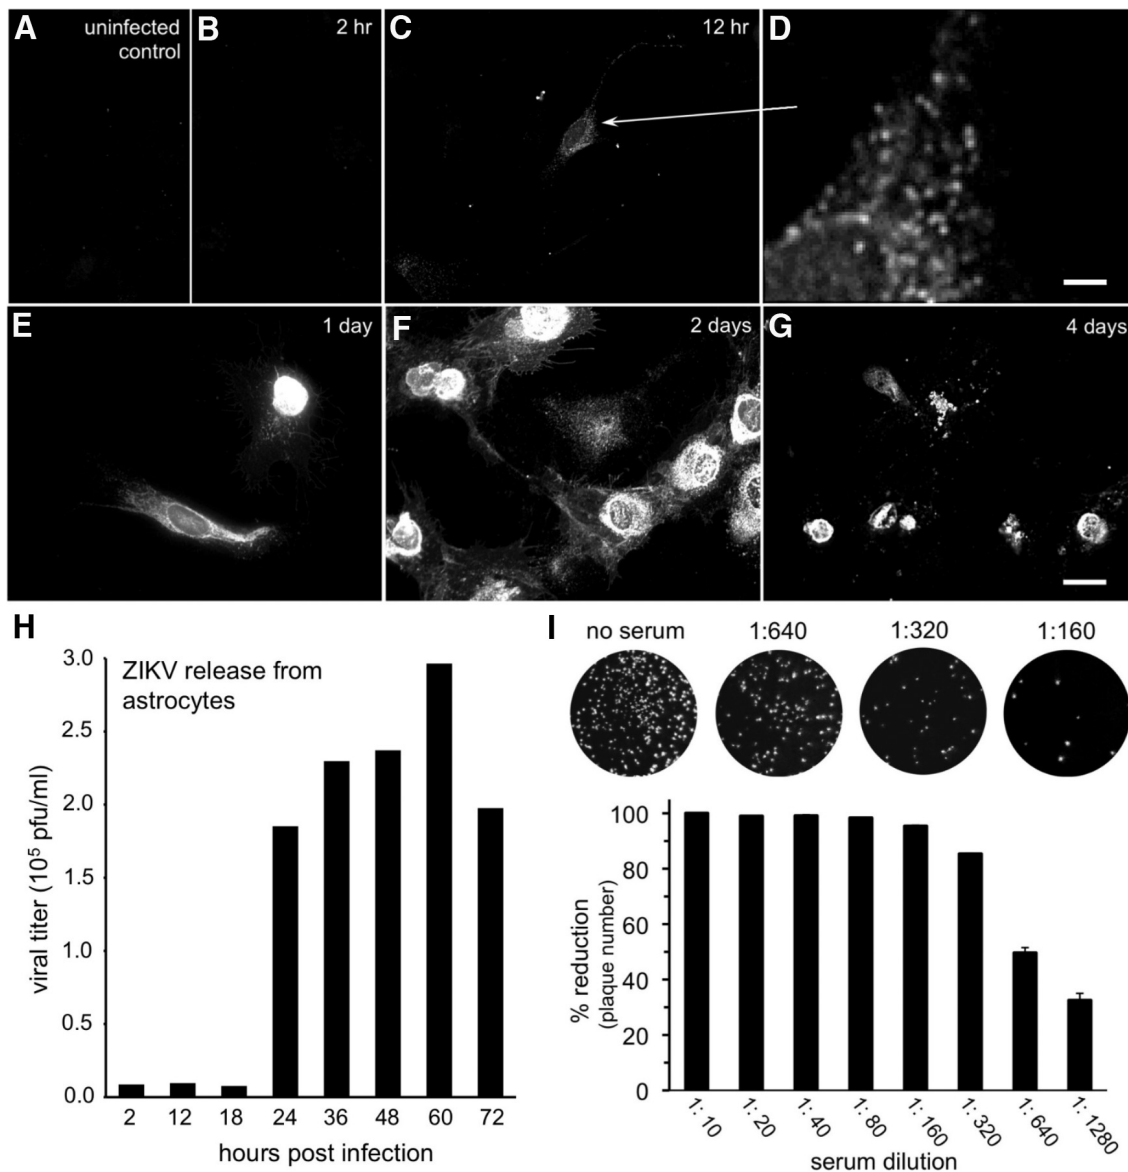 A uninfected control
B 2 hr
C 12 hr
D
E 1 day
F 2 days
G 4 days
H
ZIKV release from
astrocytes
viral titer (10⁵ pfu/ml)
3.0
2.5
2.0
1.5
1.0
0.5
0.0
2 12 18 24 36 48 60 72
hours post infection
I
no serum 1:640 1:320 1:160
% reduction
(plaque number)
100
80
60
40
20
0
1: 10 1: 20 1: 40 1: 80 1: 160 1: 320 1: 640 1: 1280
serum dilution